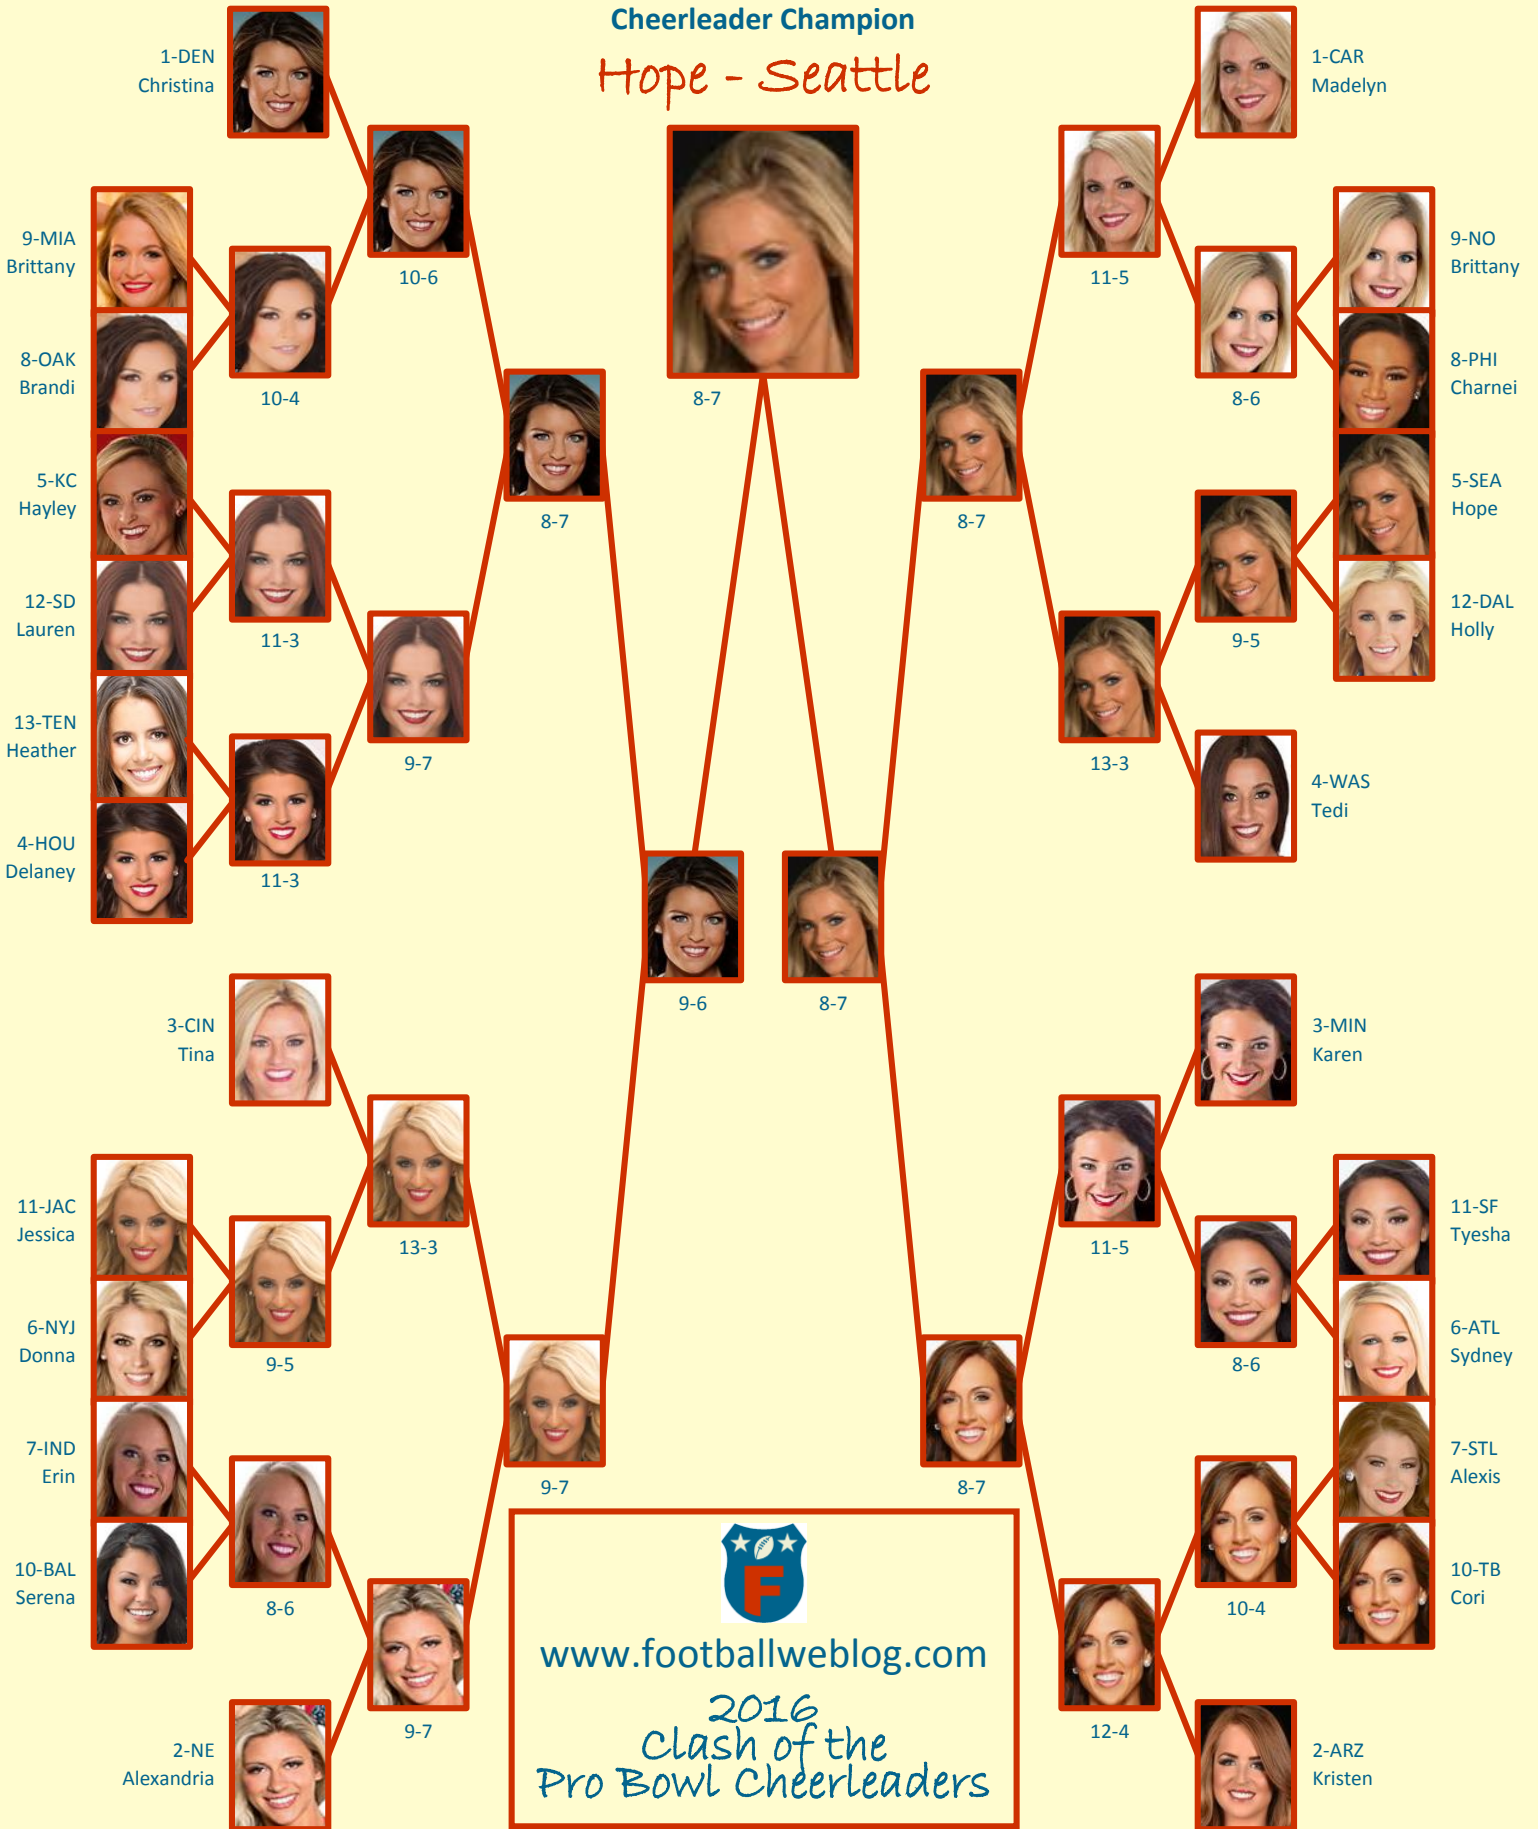 Cheerleader Champion
Hope - Seattle
8-7
1-DEN
Christina
10-6
9-MIA
Brittany
8-OAK
Brandi
10-4
5-KC
Hayley
12-SD
Lauren
11-3
13-TEN
Heather
4-HOU
Delaney
11-3
9-7
8-7
9-6
3-CIN
Tina
13-3
11-JAC
Jessica
6-NYJ
Donna
9-5
7-IND
Erin
10-BAL
Serena
8-6
2-NE
Alexandria
9-7
9-7
1-CAR
Madelyn
11-5
9-NO
Brittany
8-PHI
Charnei
8-6
5-SEA
Hope
12-DAL
Holly
9-5
4-WAS
Tedi
13-3
8-7
8-7
3-MIN
Karen
11-5
11-SF
Tyesha
6-ATL
Sydney
8-6
7-STL
Alexis
10-TB
Cori
10-4
2-ARZ
Kristen
12-4
8-7
F
www.footballweblog.com
2016
Clash of the
Pro Bowl Cheerleaders